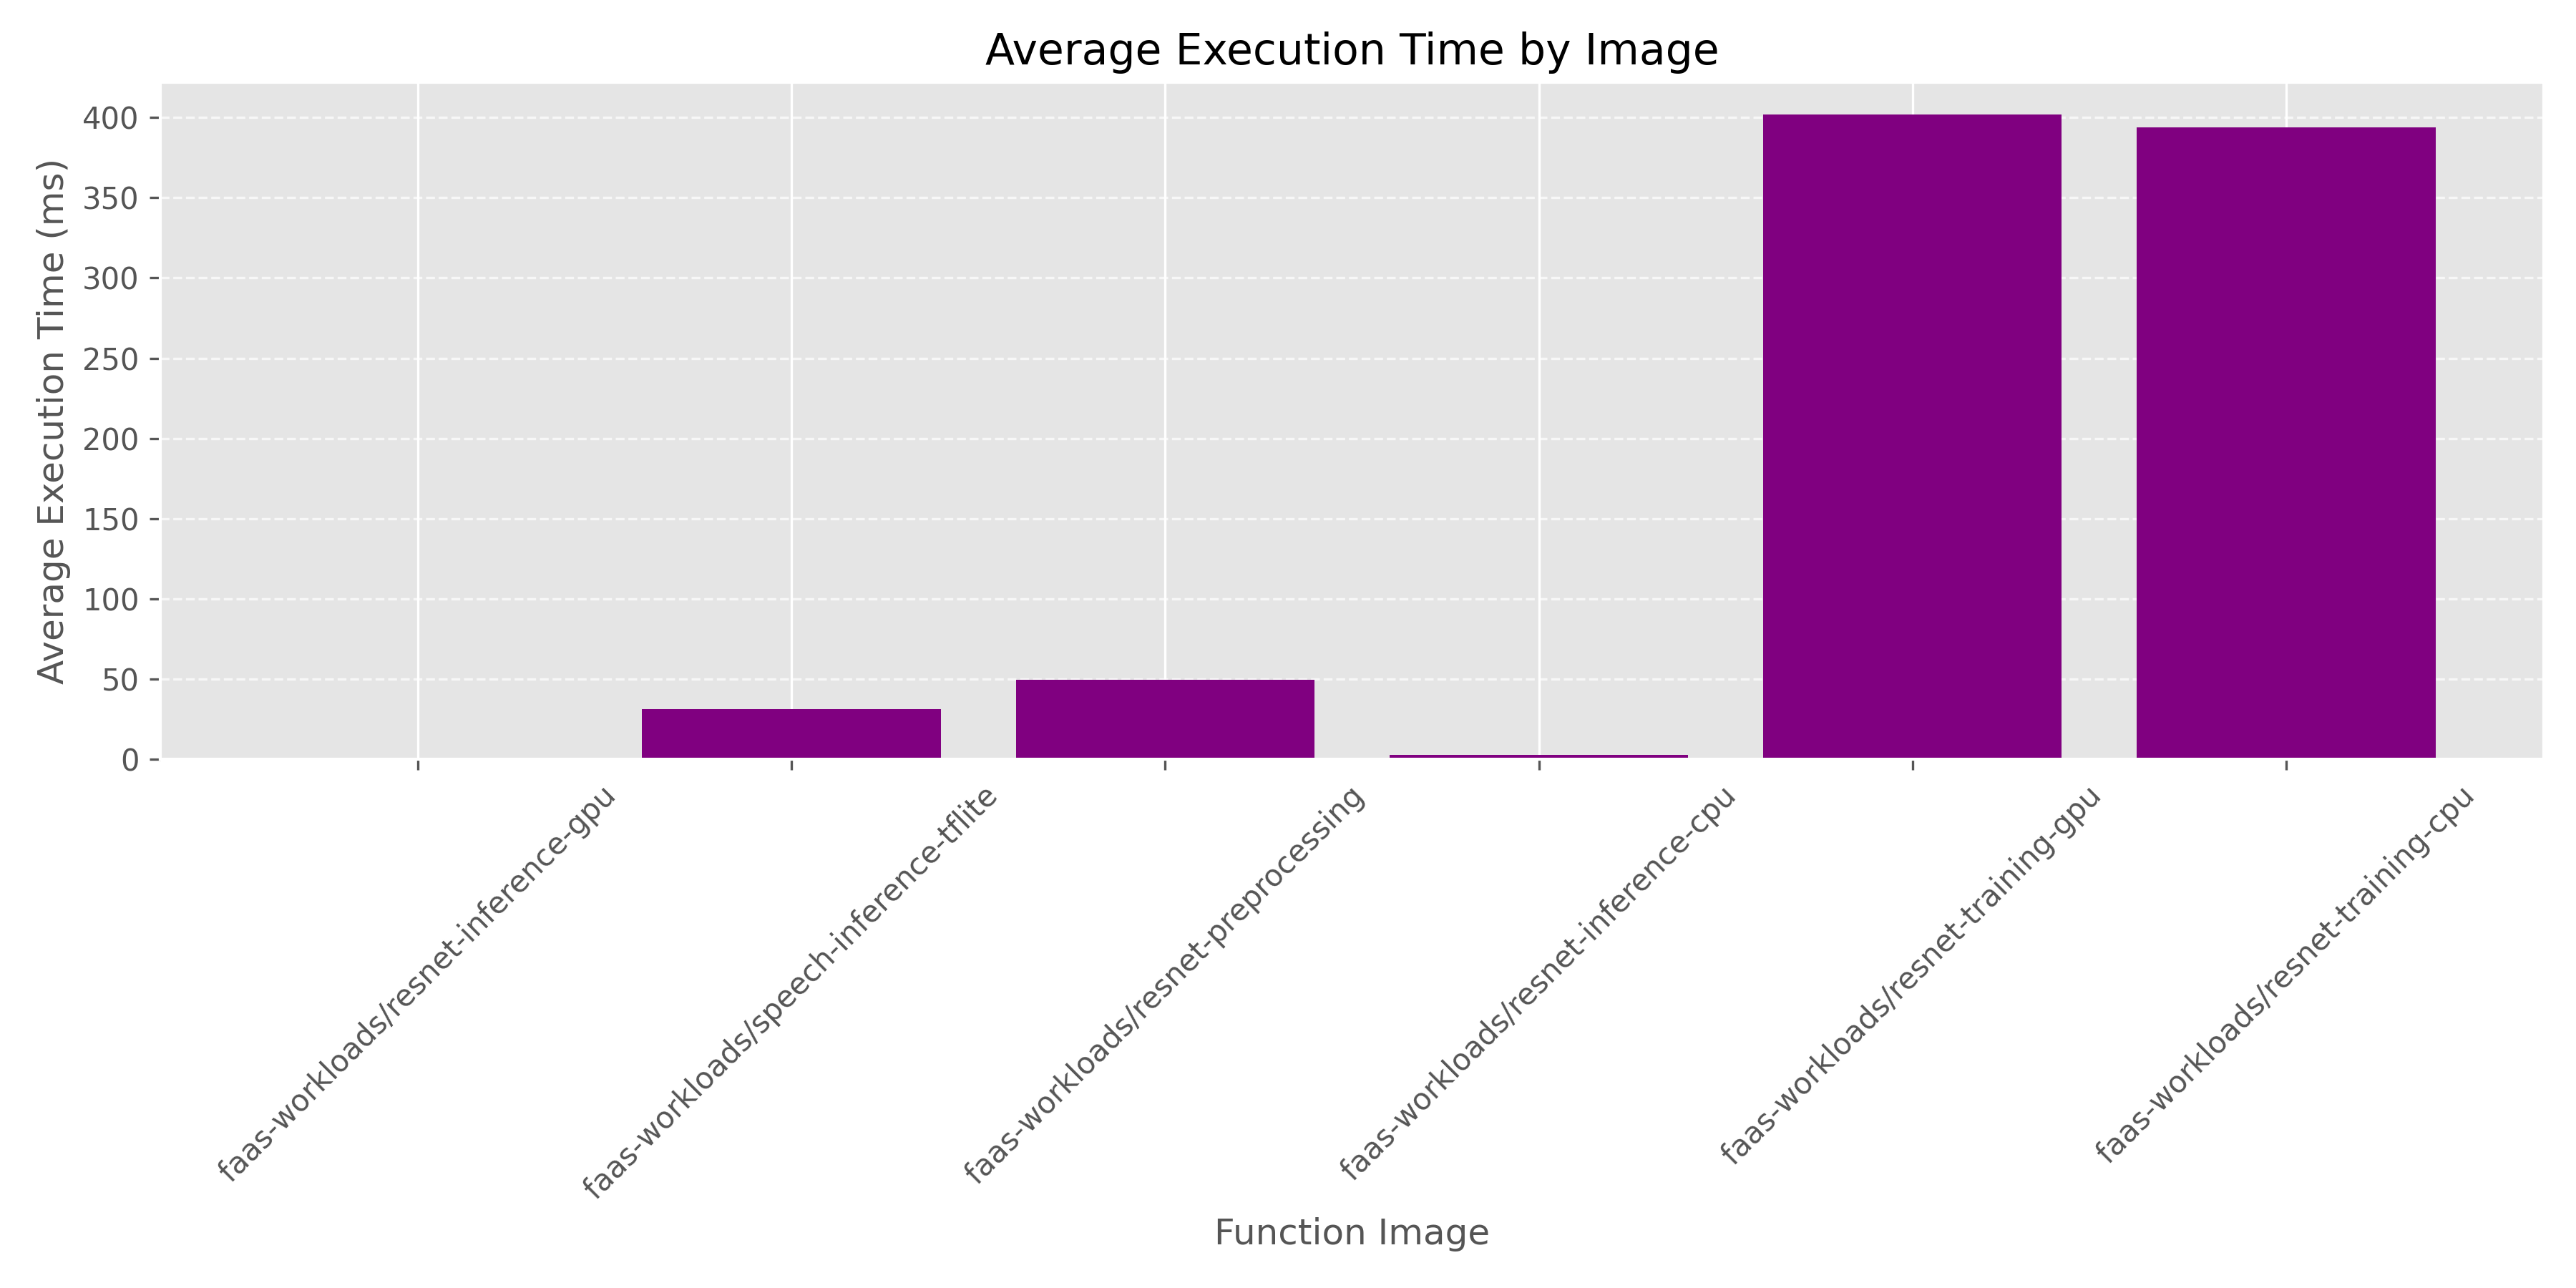 Average Execution Time by Image
Average Execution Time (ms)
400
350
300
250
200
150
100
50
0
faas-workloads/resnet-inference-gpu
faas-workloads/speech-inference-tflite
faas-workloads/resnet-preprocessing
faas-workloads/resnet-inference-cpu
faas-workloads/resnet-training-gpu
faas-workloads/resnet-training-cpu
Function Image